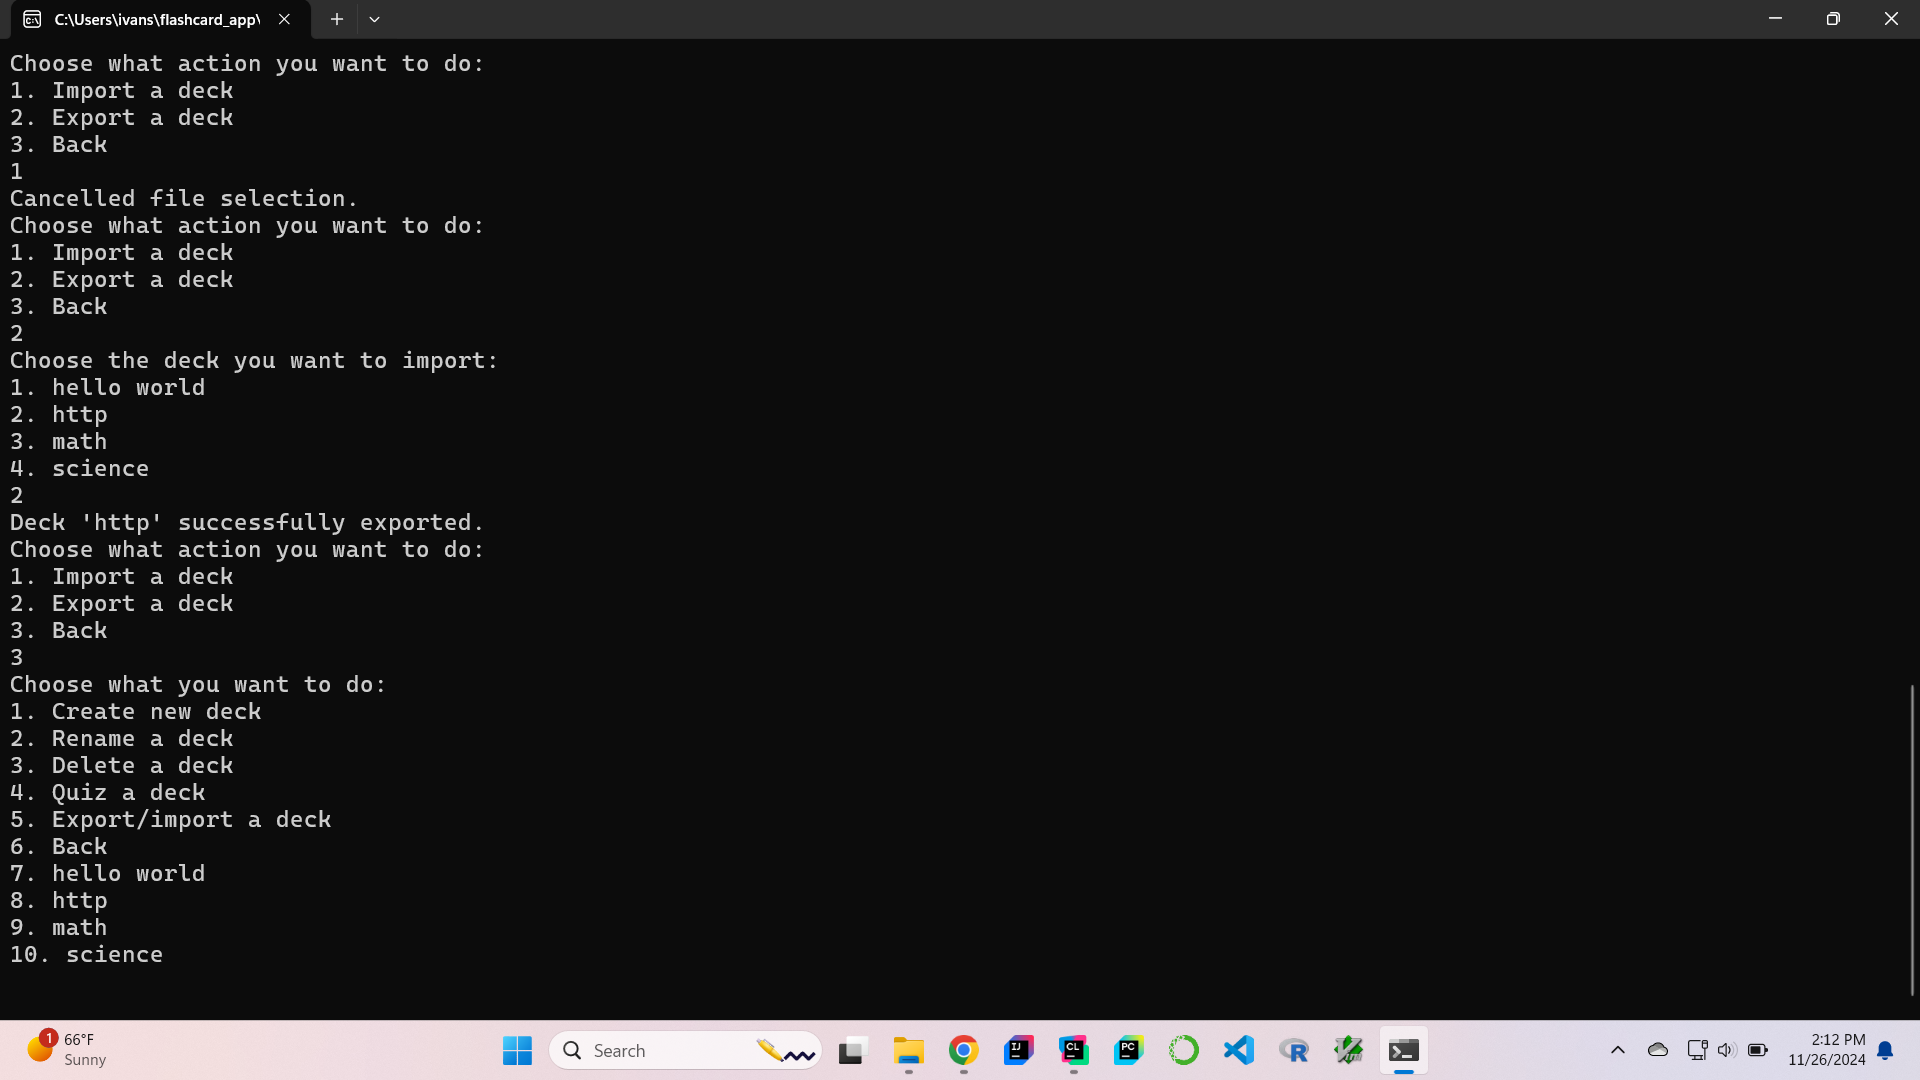 C:\Users\ivans\flashcard_app\
Choose what action you want to do:
1. Import a deck
2. Export a deck
3. Back
1
Cancelled file selection.
Choose what action you want to do:
1. Import a deck
2. Export a deck
3. Back
2
Choose the deck you want to import:
1. hello world
2. http
3. math
4. science
2
Deck 'http' successfully exported.
Choose what action you want to do:
1. Import a deck
2. Export a deck
3. Back
3
Choose what you want to do:
1. Create new deck
2. Rename a deck
3. Delete a deck
4. Quiz a deck
5. Export/import a deck
6. Back
7. hello world
8. http
9. math
10. science
1
66°F
Sunny
Search
IJ
CL
PC
R
Vim
2:12 PM
11/26/2024